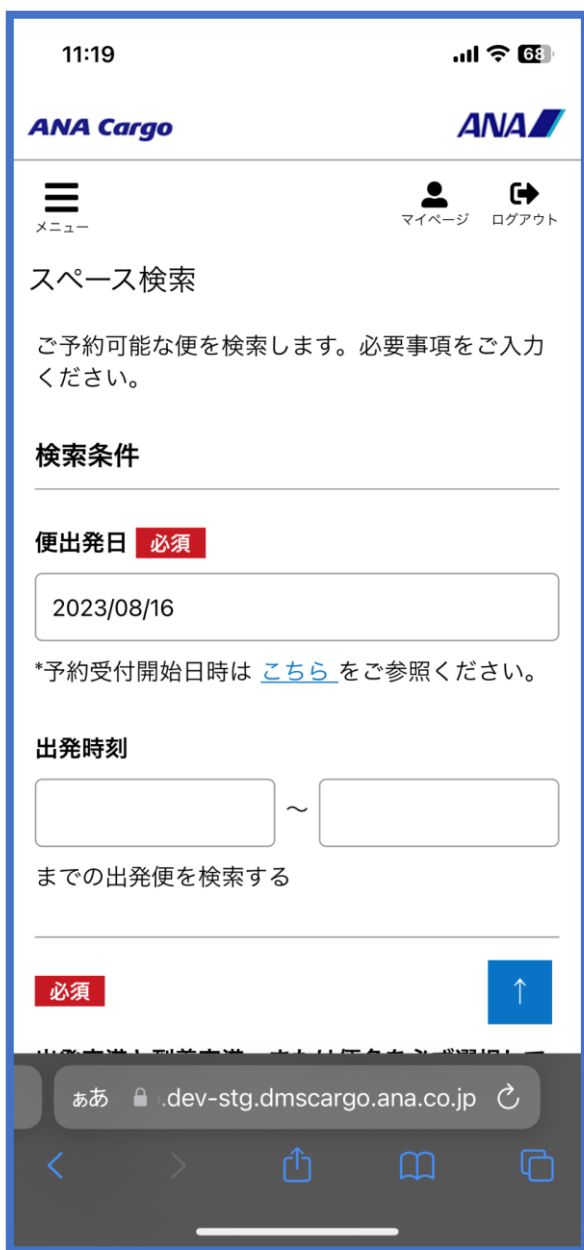 11:19 68
ANA Cargo ANA
メニュー マイページ ログアウト
スペース検索
ご予約可能な便を検索します。必要事項をご入力
ください。
検索条件
便出発日 必須
2023/08/16
*予約受付開始日時は こちら をご参照ください。
出発時刻
～
までの出発便を検索する
必須
↑
ぁあ .dev-stg.dmscargo.ana.co.jp